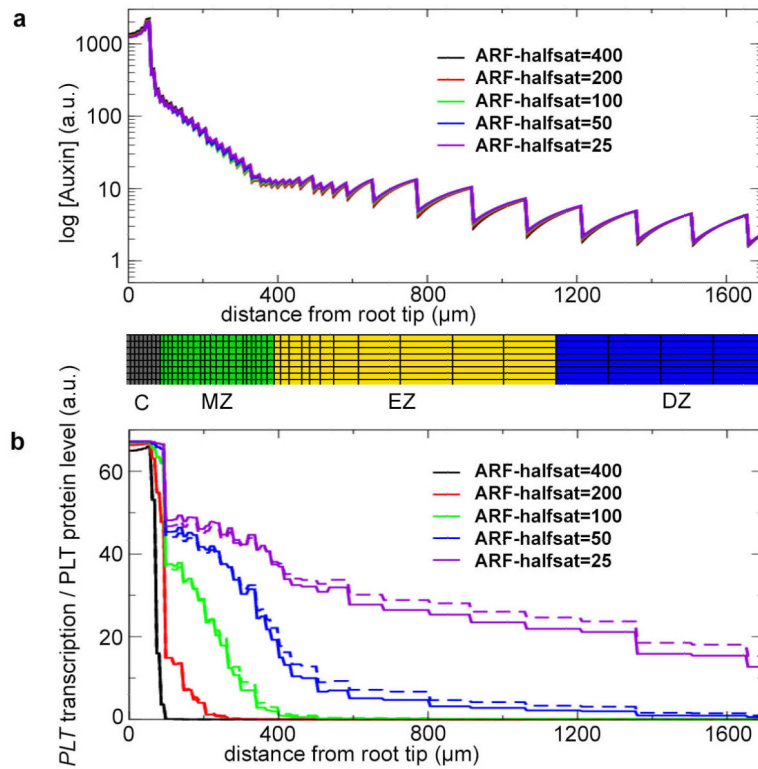 a
log [Auxin] (a.u.)
1000
100
10
1
ARF-halfsat=400
ARF-halfsat=200
ARF-halfsat=100
ARF-halfsat=50
ARF-halfsat=25
0 400 800 1200 1600
distance from root tip (µm)
C MZ EZ DZ
b
PLT transcription / PLT protein level (a.u.)
60
40
20
0
ARF-halfsat=400
ARF-halfsat=200
ARF-halfsat=100
ARF-halfsat=50
ARF-halfsat=25
0 400 800 1200 1600
distance from root tip (µm)